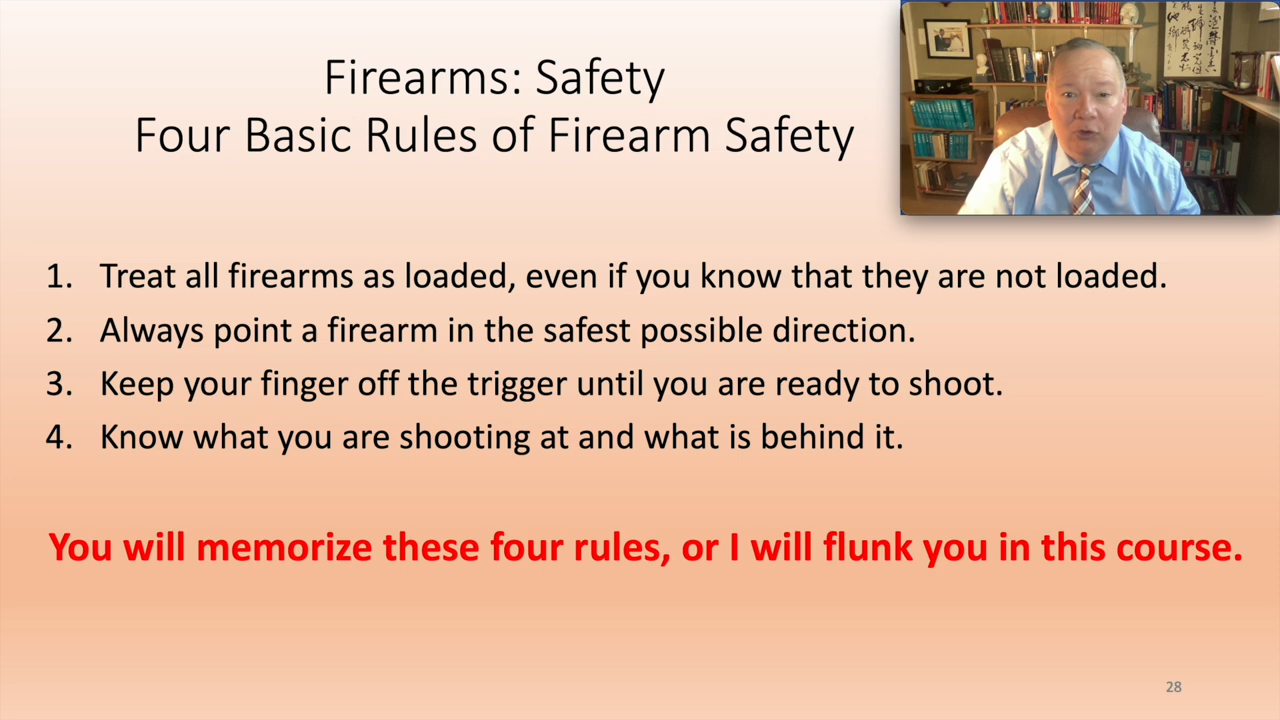 Firearms: Safety
Four Basic Rules of Firearm Safety
1. Treat all firearms as loaded, even if you know that they are not loaded.
2. Always point a firearm in the safest possible direction.
3. Keep your finger off the trigger until you are ready to shoot.
4. Know what you are shooting at and what is behind it.
You will memorize these four rules, or I will flunk you in this course.
28